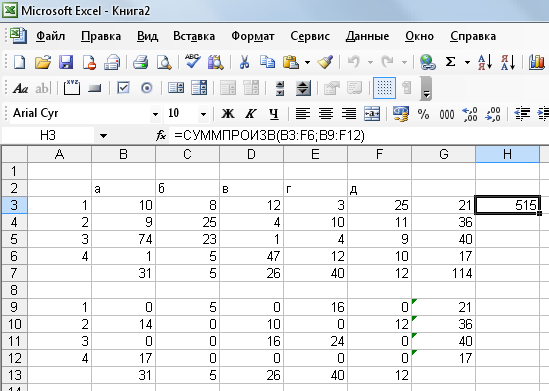 Microsoft Excel - Книга2
Файл Правка Вид Вставка Формат Сервис Данные Окно Справка
Aa ab| XYZ ab
Arial Cyr 10 Ж К Ч % 000
H3 fx =СУММПРОИЗВ(B3:F6;B9:F12)
A B C D E F G H
1
2 а б в г д
3 1 10 8 12 3 25 21 515
4 2 9 25 4 10 11 36
5 3 74 23 1 4 9 40
6 4 1 5 47 12 10 17
7 31 5 26 40 12 114
8
9 1 0 5 0 16 0 21
10 2 14 0 10 0 12 36
11 3 0 0 16 24 0 40
12 4 17 0 0 0 0 17
13 31 5 26 40 12